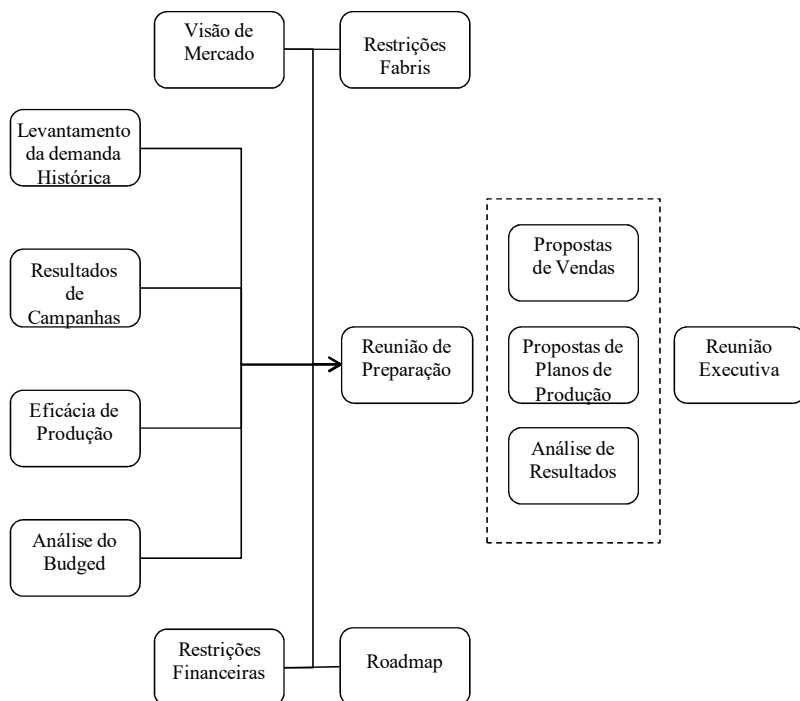 Visão de
Mercado
Restrições
Fabris
Levantamento
da demanda
Histórica
Resultados
de
Campanhas
Eficácia de
Produção
Análise do
Budged
Restrições
Financeiras
Roadmap
Reunião de
Preparação
Propostas
de Vendas
Propostas de
Planos de
Produção
Análise de
Resultados
Reunião
Executiva